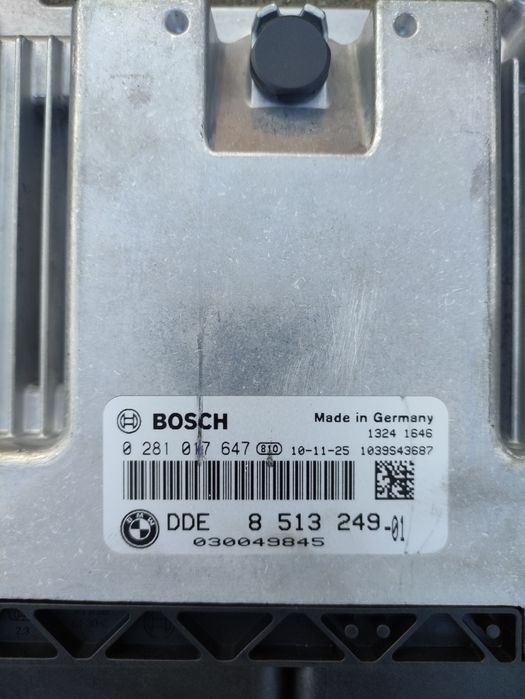 BOSCH Made in Germany
1324 1646
0 281 017 647 810 10-11-25 1039S43687
BMW DDE 8 513 249-01
030049845